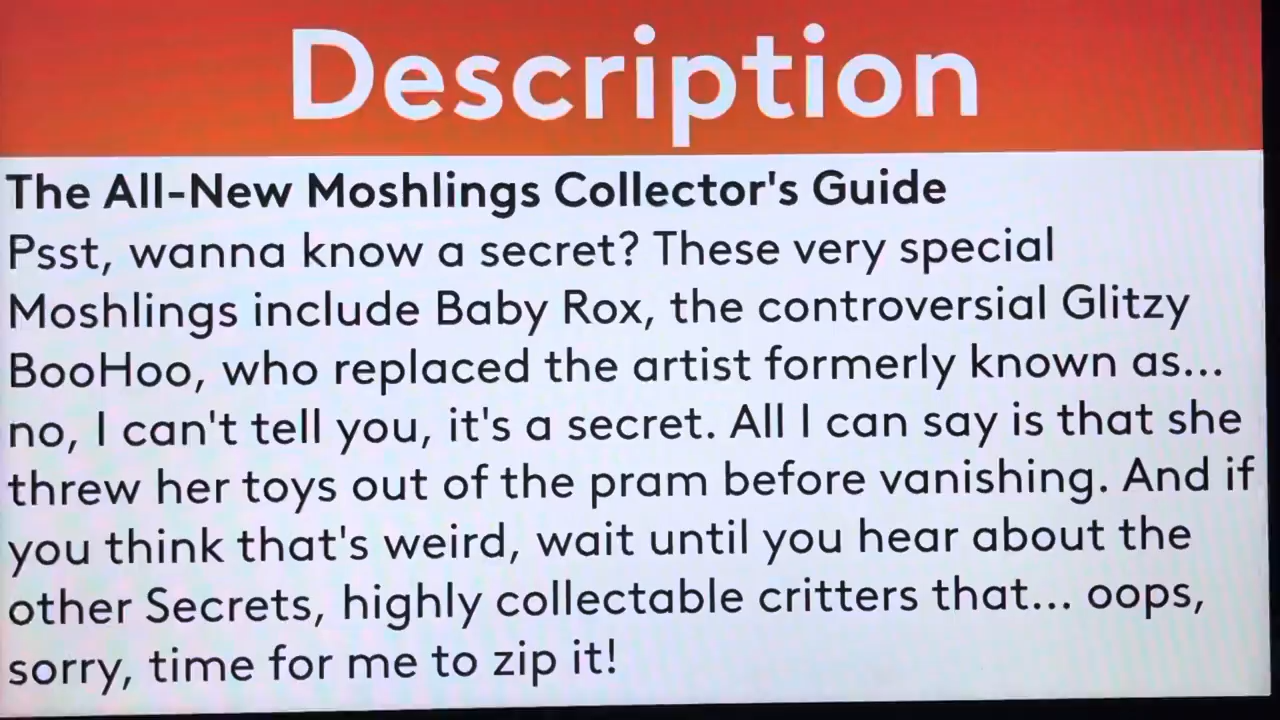 Description
The All-New Moshlings Collector's Guide
Psst, wanna know a secret? These very special
Moshlings include Baby Rox, the controversial Glitzy
BooHoo, who replaced the artist formerly known as...
no, I can't tell you, it's a secret. All I can say is that she
threw her toys out of the pram before vanishing. And if
you think that's weird, wait until you hear about the
other Secrets, highly collectable critters that... oops,
sorry, time for me to zip it!